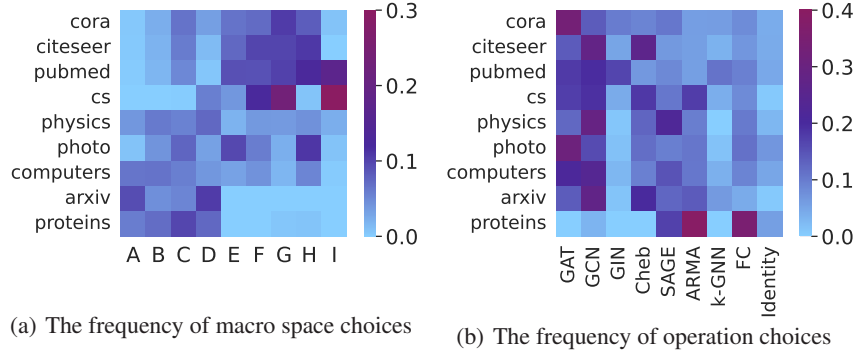 cora
citeseer
pubmed
cs
physics
photo
computers
arxiv
proteins
A B C D E F G H I
0.3
0.2
0.1
0.0
(a) The frequency of macro space choices
cora
citeseer
pubmed
cs
physics
photo
computers
arxiv
proteins
GAT
GCN
GIN
Cheb
SAGE
ARMA
k-GNN
FC
Identity
0.4
0.3
0.2
0.1
0.0
(b) The frequency of operation choices